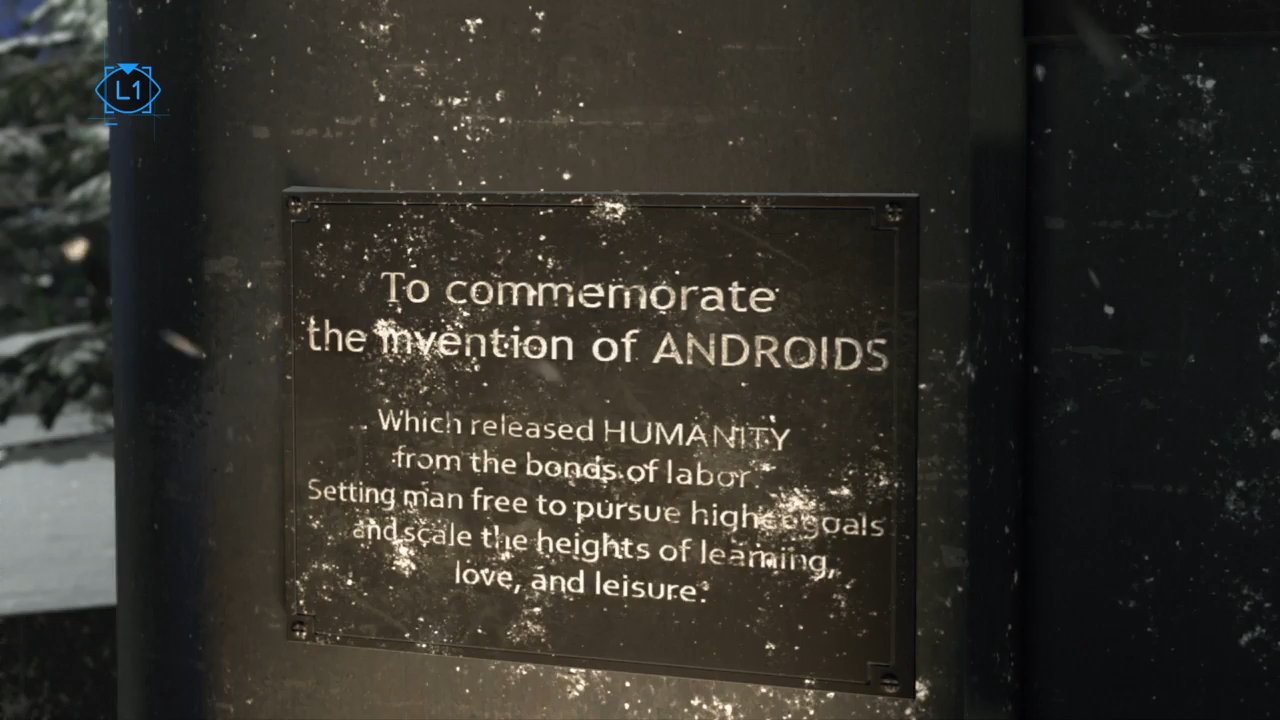 L1
To commemorate
the invention of ANDROIDS
Which released HUMANITY
from the bonds of labor.
Setting man free to pursue higher goals
and scale the heights of learning,
love, and leisure.